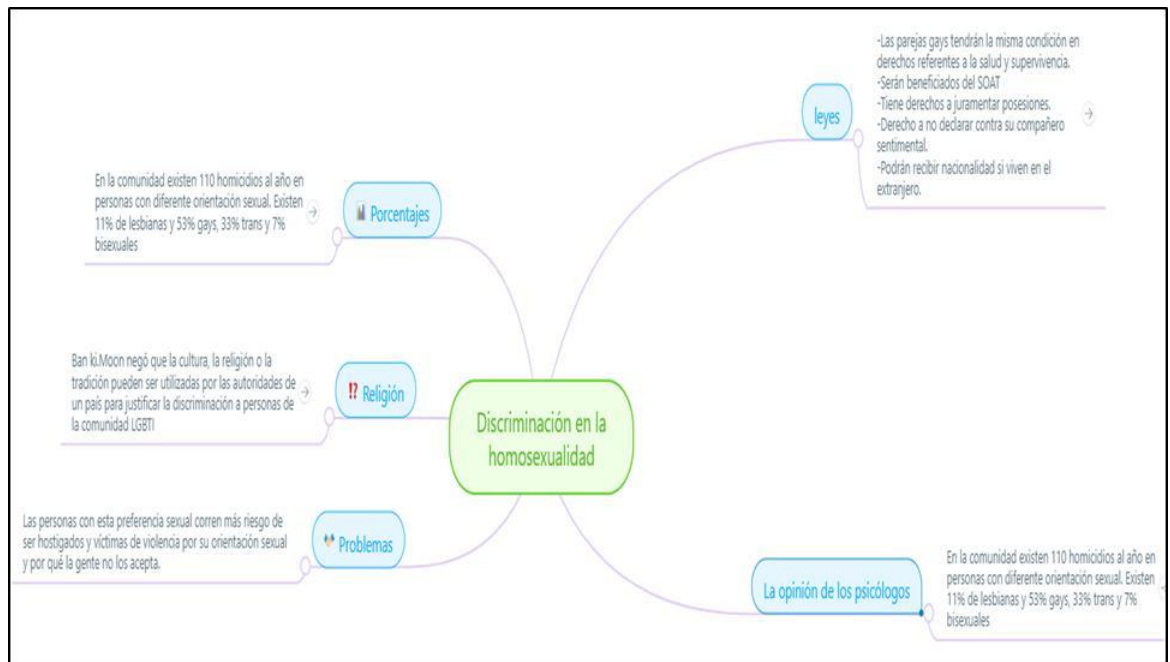 Discriminación en la
homosexualidad
Porcentajes
En la comunidad existen 110 homicidios al año en
personas con diferente orientación sexual. Existen
11% de lesbianas y 53% gays, 33% trans y 7%
bisexuales
Religión
Ban ki.Moon negó que la cultura, la religión o la
tradición pueden ser utilizadas por las autoridades de
un país para justificar la discriminación a personas de
la comunidad LGBTI
Problemas
Las personas con esta preferencia sexual corren más riesgo de
ser hostigados y víctimas de violencia por su orientación sexual
y por qué la gente no los acepta.
leyes
-Las parejas gays tendrán la misma condición en
derechos referentes a la salud y supervivencia.
-Serán beneficiados del SOAT
-Tiene derechos a juramentar posesiones.
-Derecho a no declarar contra su compañero
sentimental.
-Podrán recibir nacionalidad si viven en el
extranjero.
La opinión de los psicólogos
En la comunidad existen 110 homicidios al año en
personas con diferente orientación sexual. Existen
11% de lesbianas y 53% gays, 33% trans y 7%
bisexuales